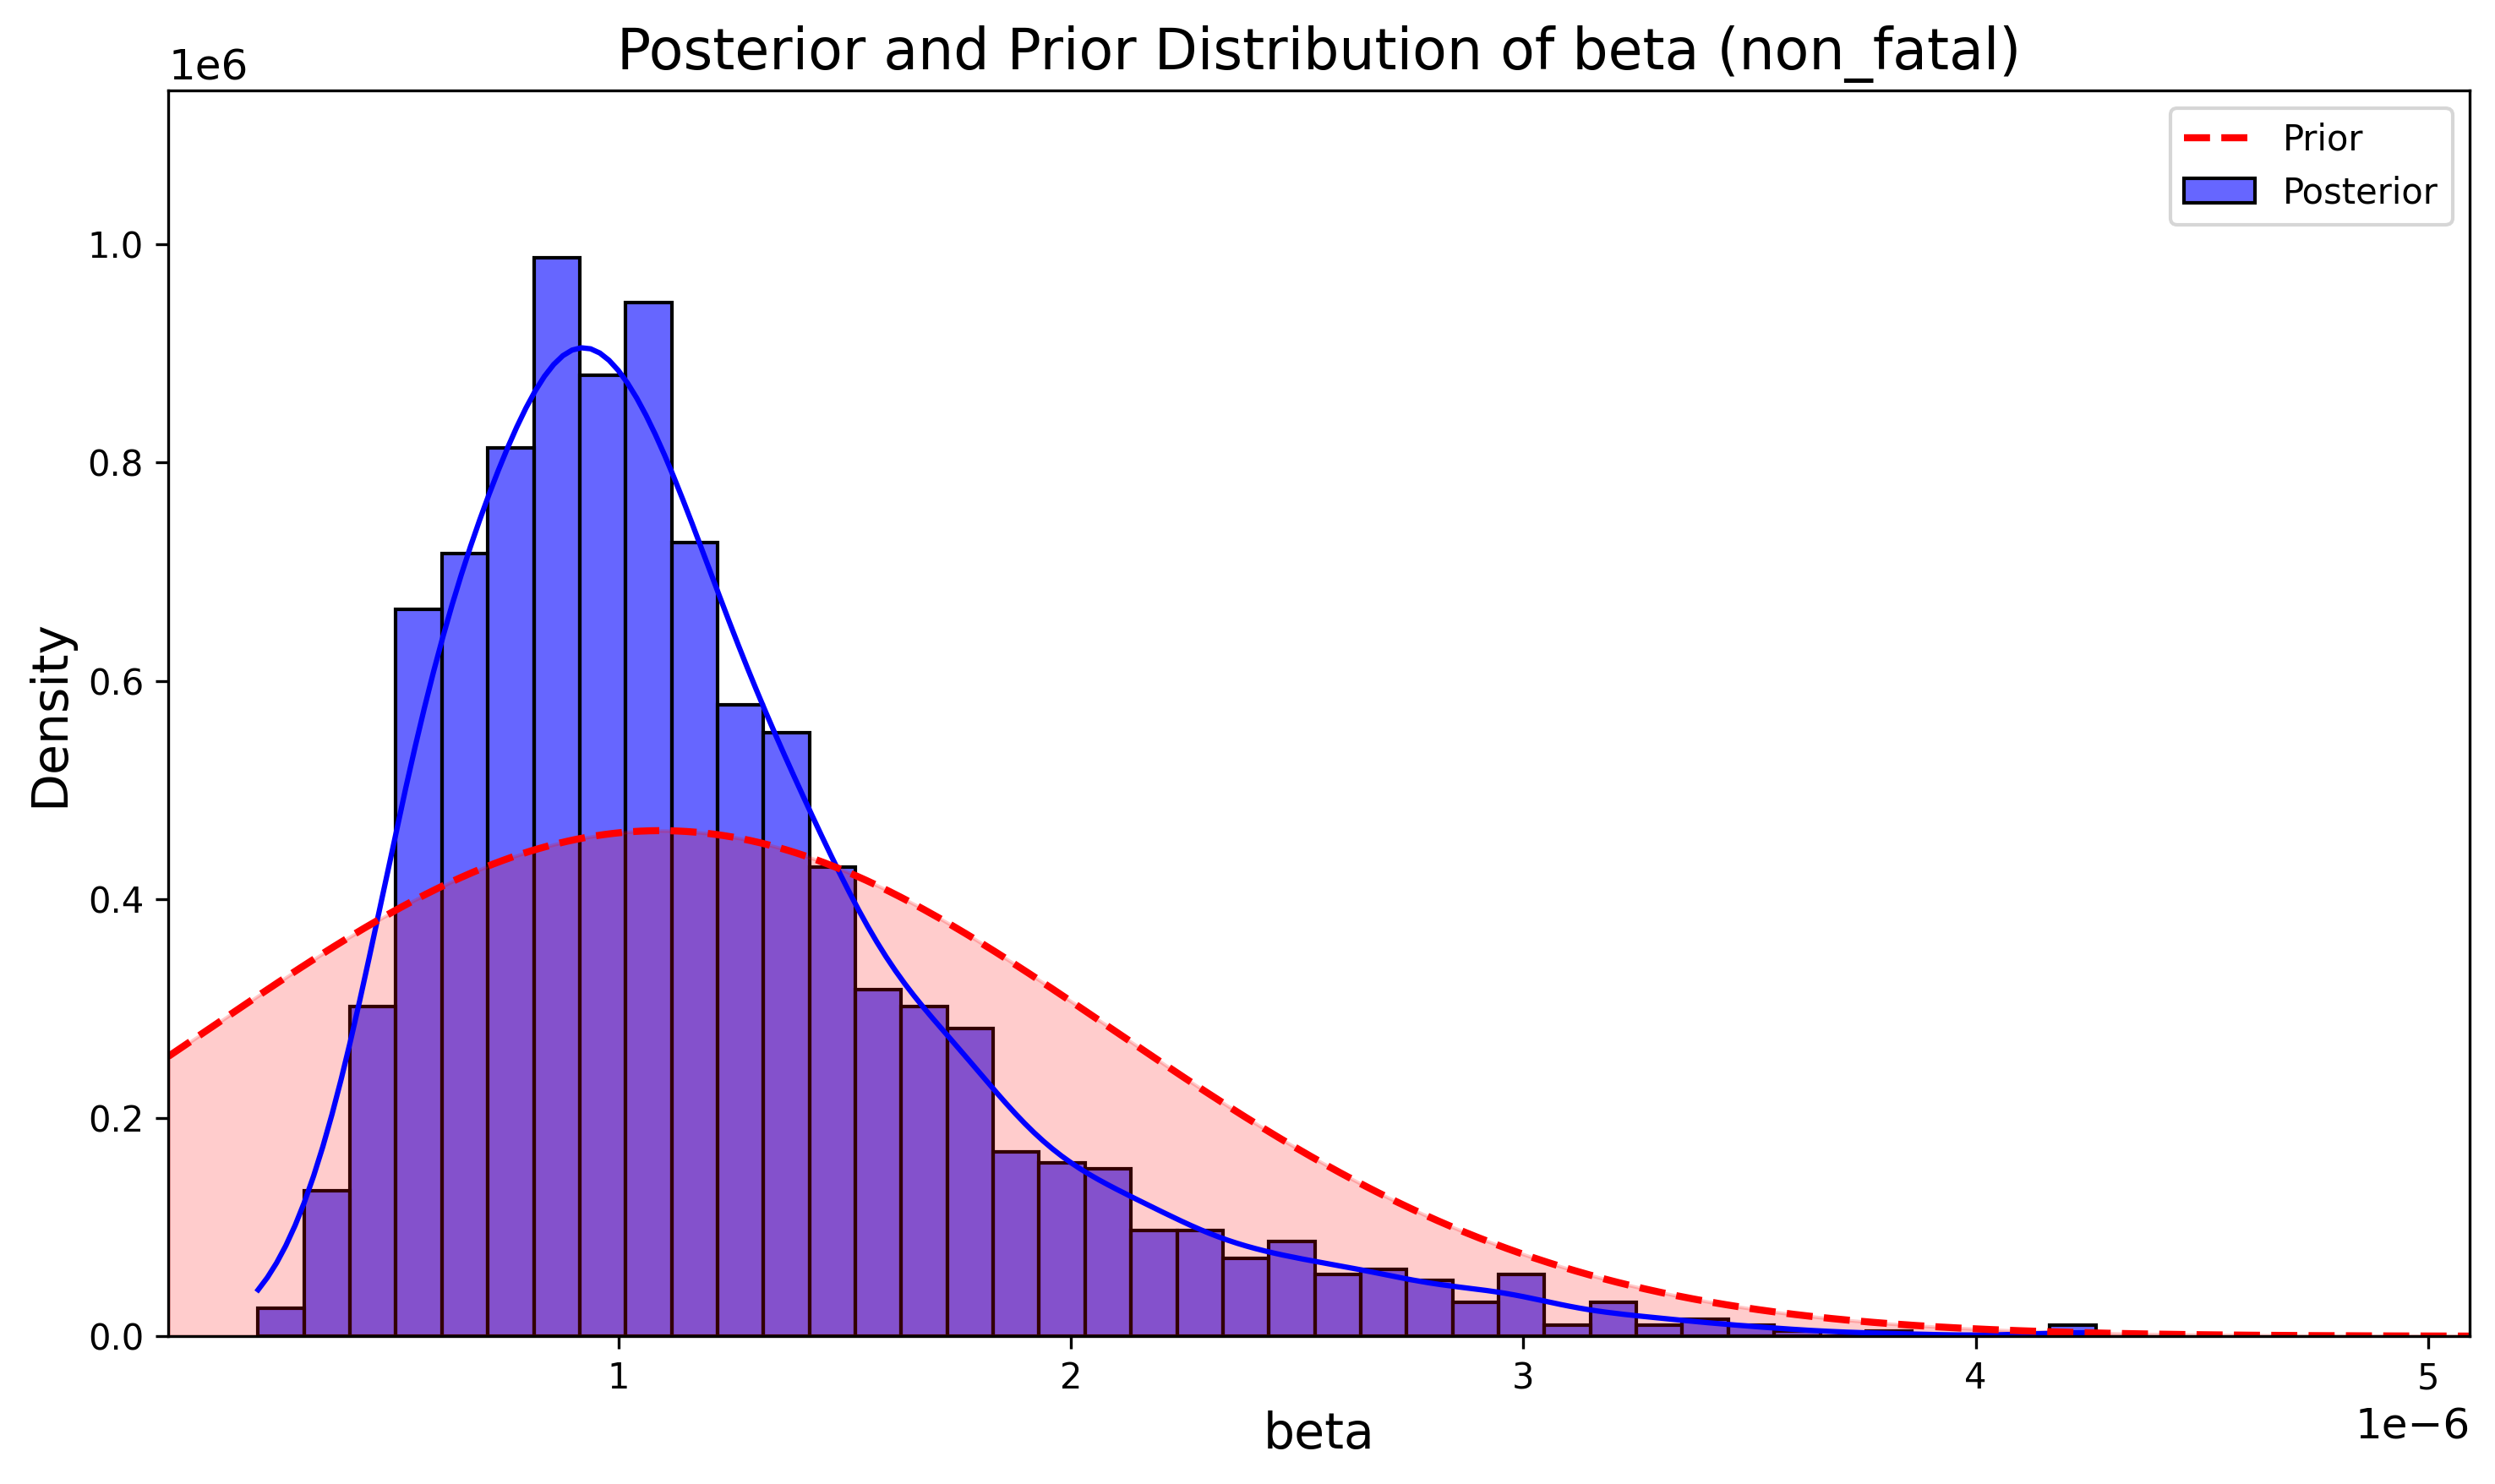 Posterior and Prior Distribution of beta (non_fatal)
1e6
Prior
Posterior
1.0
0.8
0.6
0.4
0.2
0.0
Density
1 2 3 4 5
1e−6
beta